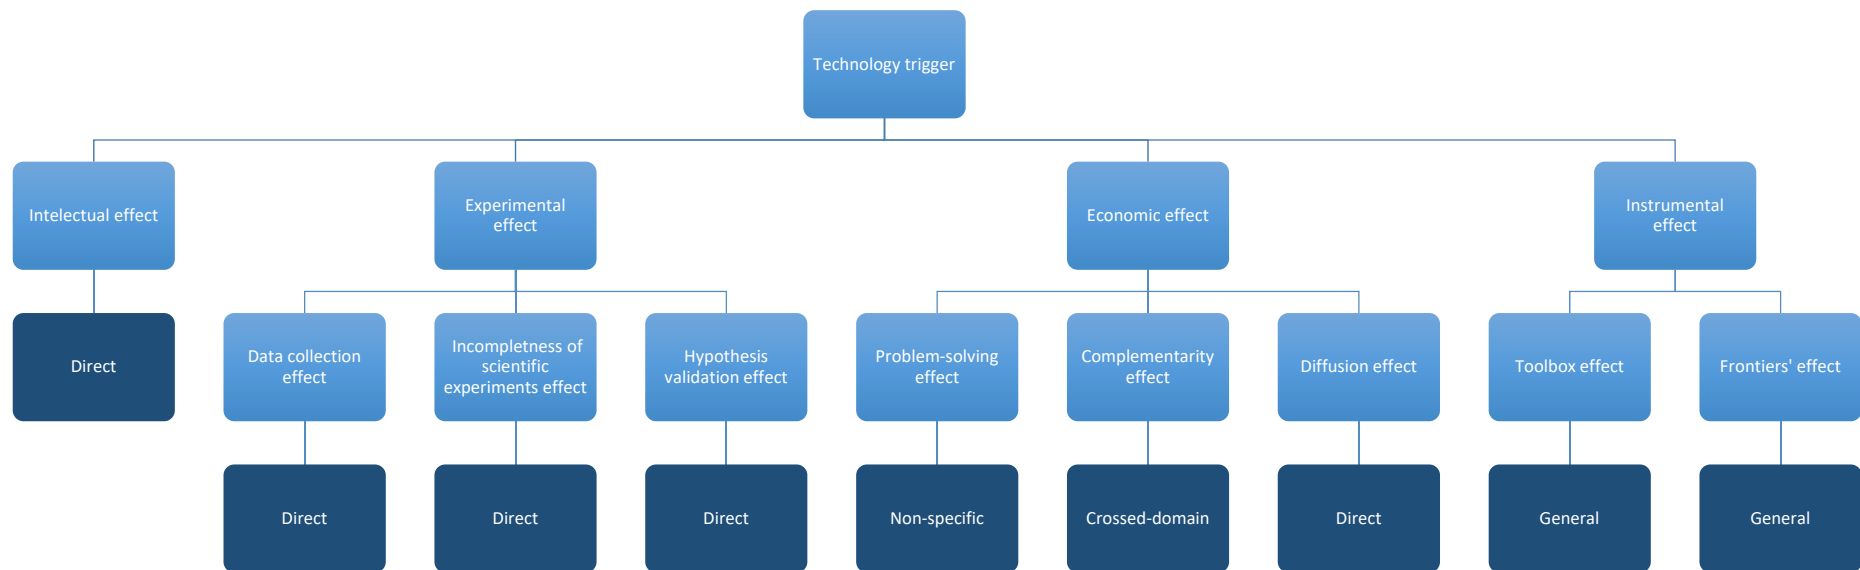 Technology trigger
Intelectual effect
Experimental
effect
Economic effect
Instrumental
effect
Direct
Data collection
effect
Incompletness of
scientific
experiments effect
Hypothesis
validation effect
Problem-solving
effect
Complementarity
effect
Diffusion effect
Toolbox effect
Frontiers' effect
Direct
Direct
Direct
Non-specific
Crossed-domain
Direct
General
General